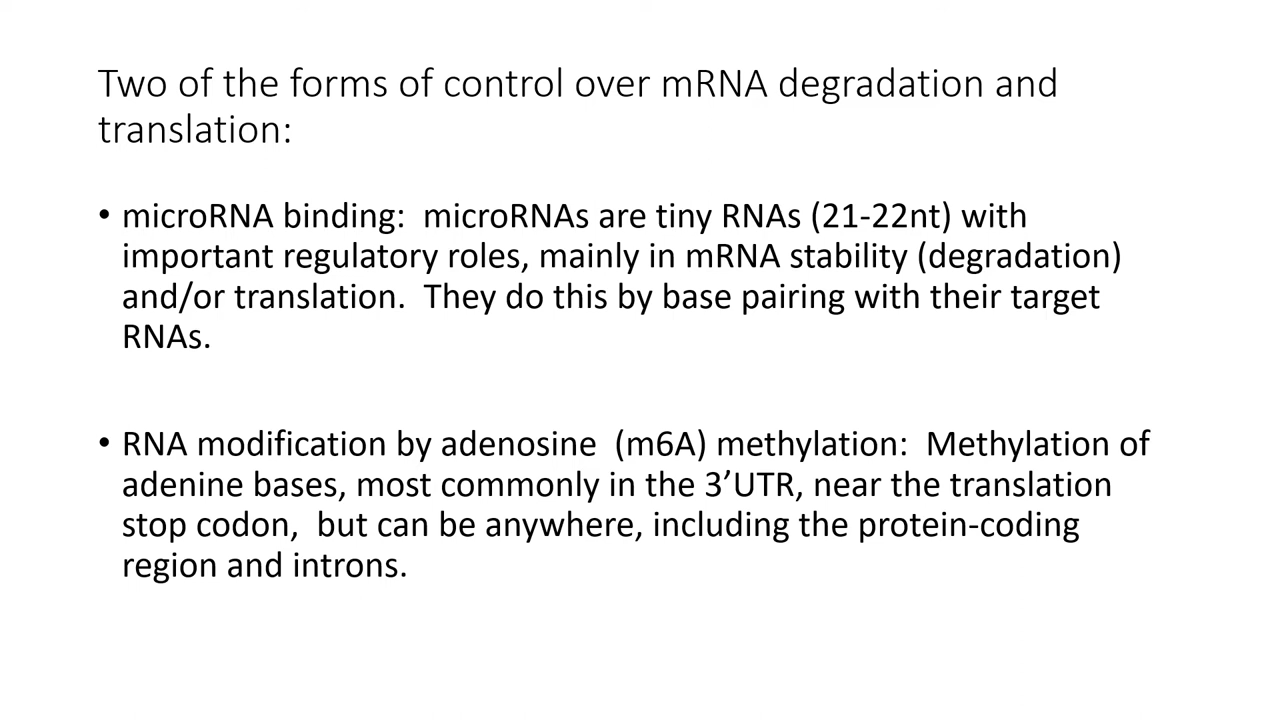 Two of the forms of control over mRNA degradation and
translation:
• microRNA binding:  microRNAs are tiny RNAs (21-22nt) with
important regulatory roles, mainly in mRNA stability (degradation)
and/or translation.  They do this by base pairing with their target
RNAs.
• RNA modification by adenosine  (m6A) methylation:  Methylation of
adenine bases, most commonly in the 3’UTR, near the translation
stop codon,  but can be anywhere, including the protein-coding
region and introns.